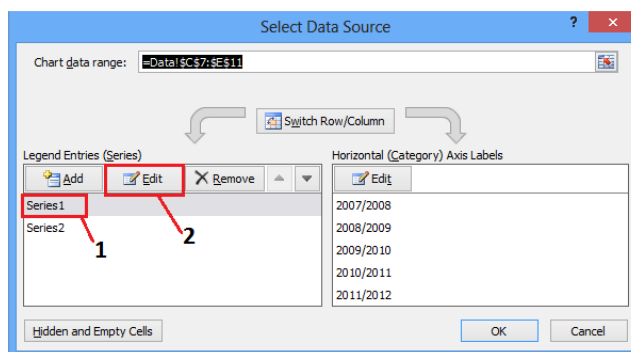 Select Data Source
? ×
Chart data range: =Data!$C$7:$E$11
Switch Row/Column
Legend Entries (Series)
Horizontal (Category) Axis Labels
Add Edit Remove
Edit
Series1
Series2
1
2
2007/2008
2008/2009
2009/2010
2010/2011
2011/2012
Hidden and Empty Cells
OK Cancel